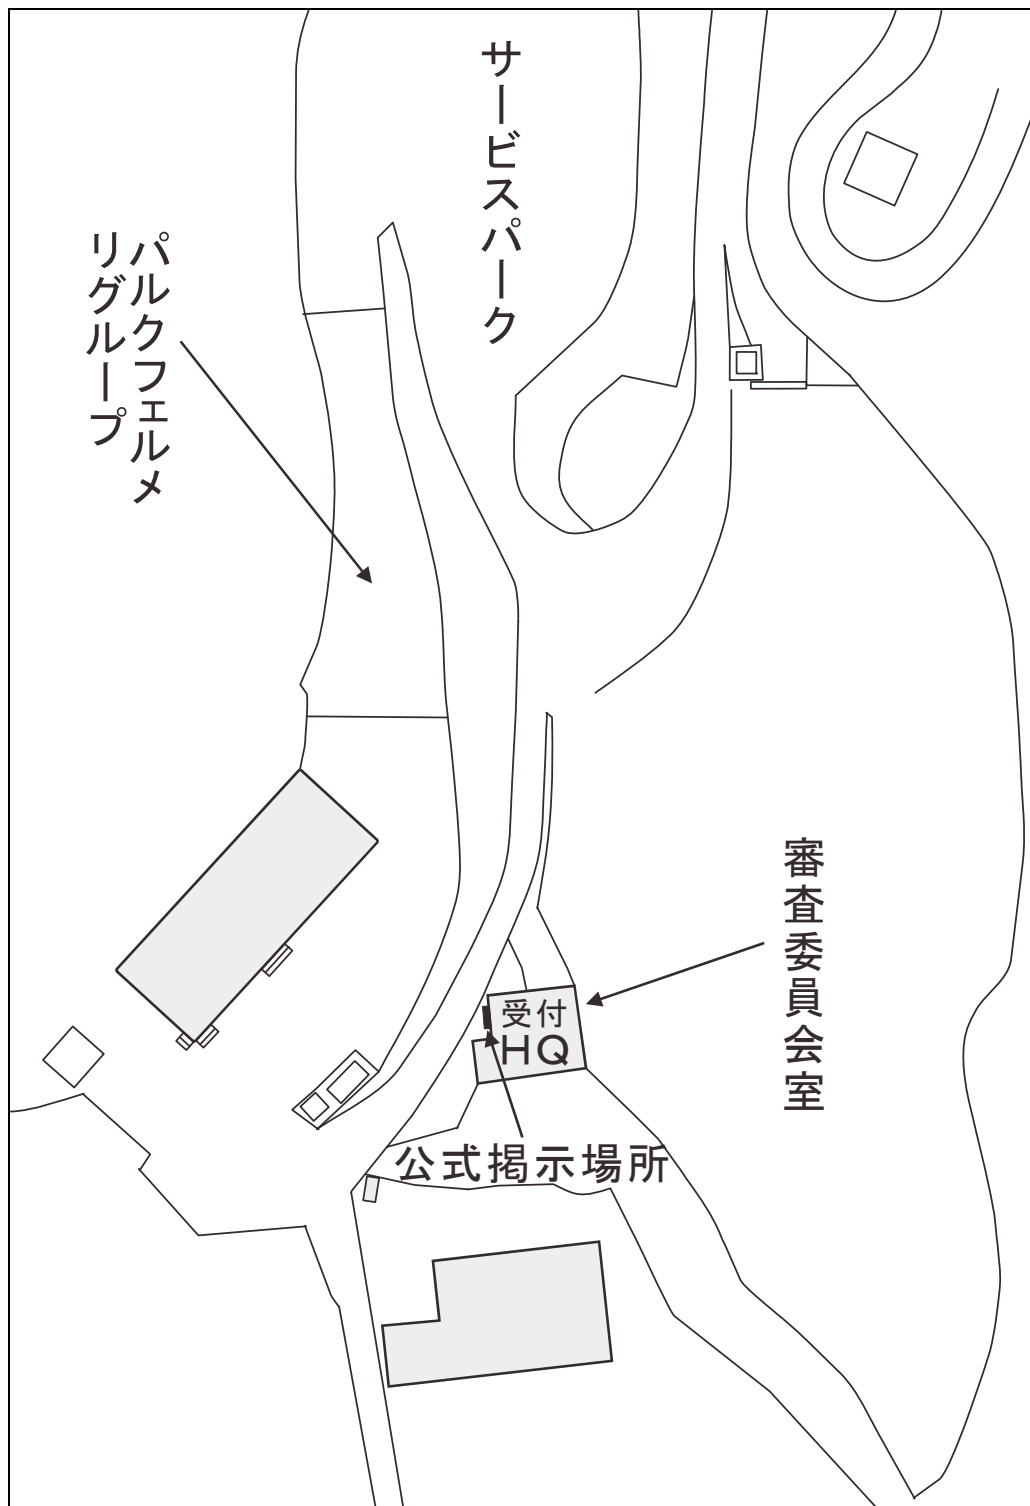 サービスパーク
パルクフェルメ
リグループ
審査委員会室
受付
HQ
公式掲示場所